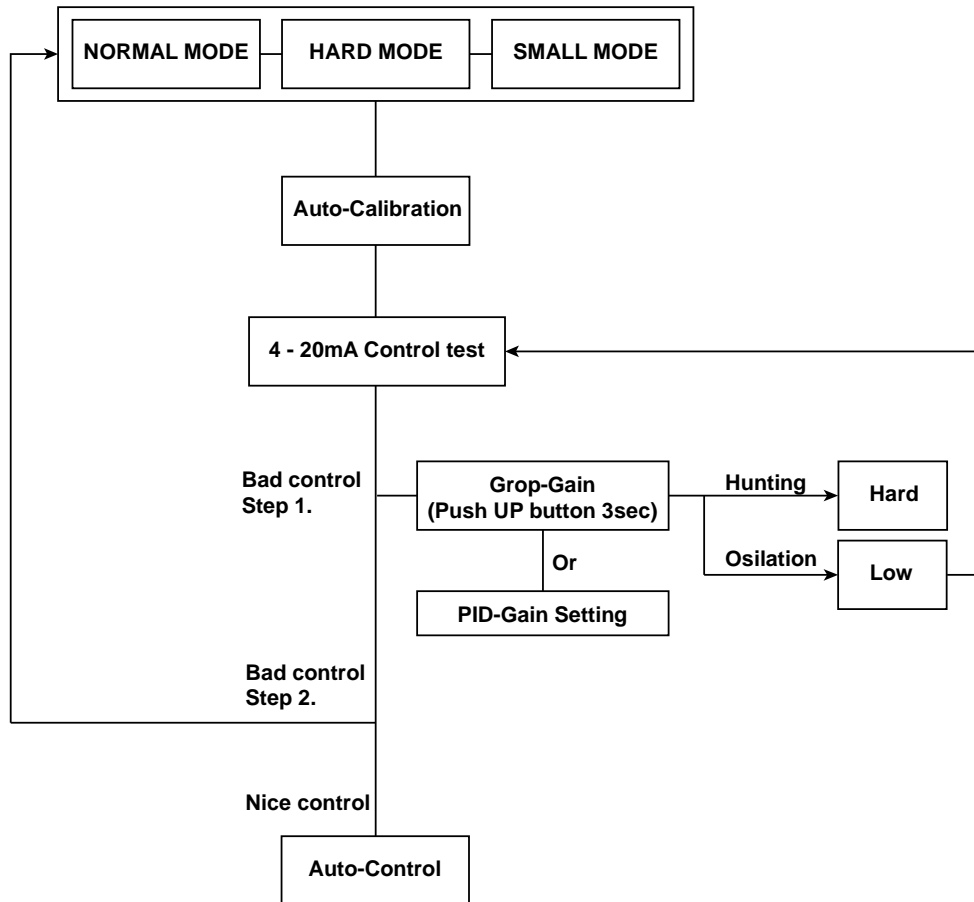 NORMAL MODE
HARD MODE
SMALL MODE
Auto-Calibration
4 - 20mA Control test
Bad control
Step 1.
Grop-Gain
(Push UP button 3sec)
Hunting
Hard
Or
Osilation
Low
PID-Gain Setting
Bad control
Step 2.
Nice control
Auto-Control